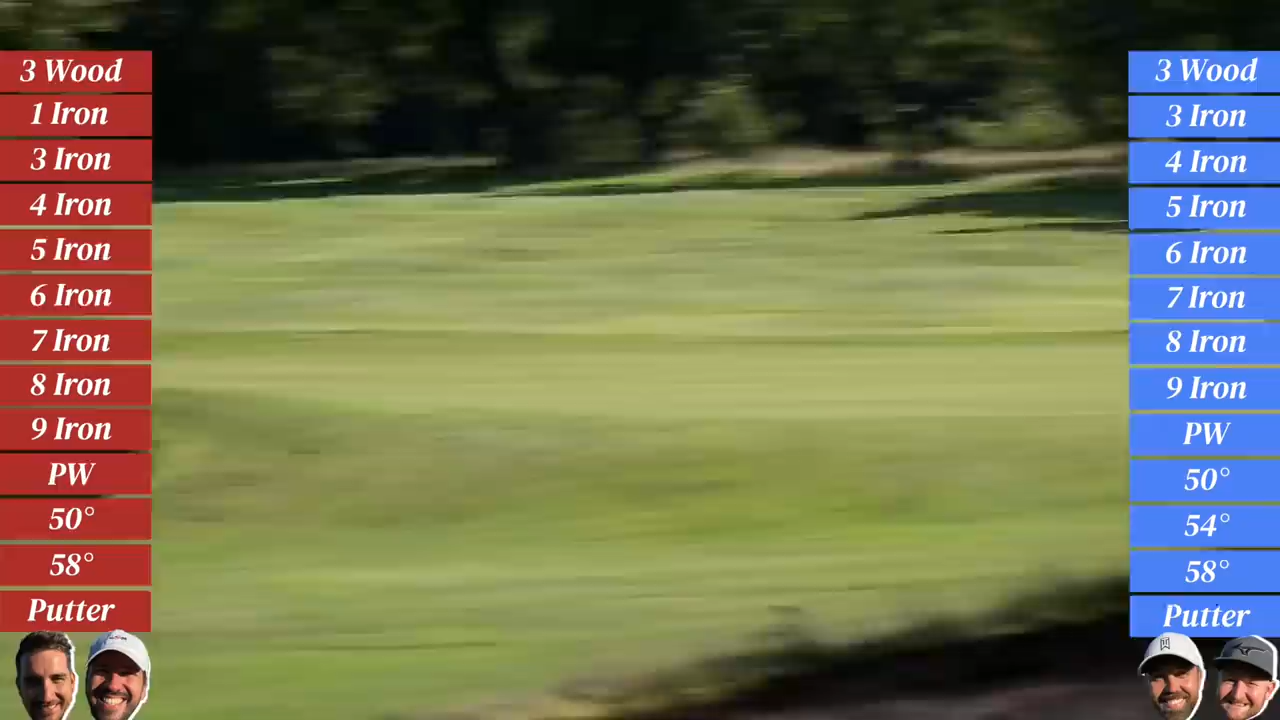 3 Wood
1 Iron
3 Iron
4 Iron
5 Iron
6 Iron
7 Iron
8 Iron
9 Iron
PW
50°
58°
Putter
3 Wood
3 Iron
4 Iron
5 Iron
6 Iron
7 Iron
8 Iron
9 Iron
PW
50°
54°
58°
Putter